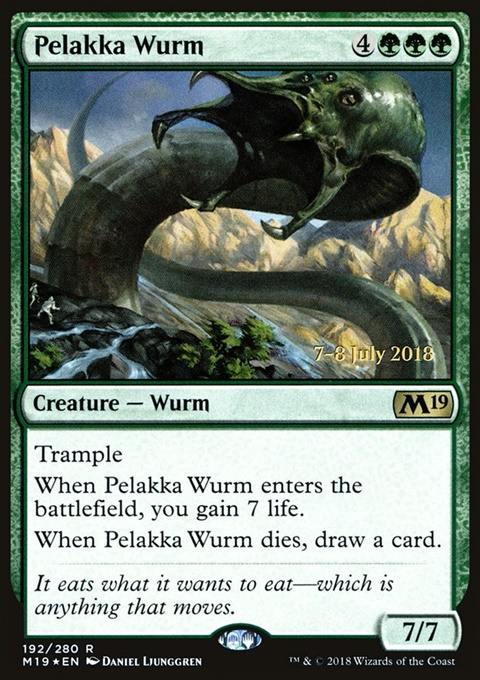 Pelakka Wurm 4
7–8 July 2018
Creature — Wurm M19
Trample
When Pelakka Wurm enters the
battlefield, you gain 7 life.
When Pelakka Wurm dies, draw a card.
It eats what it wants to eat—which is
anything that moves.
7/7
192/280 R
M19★EN Daniel Ljunggren ™ & © 2018 Wizards of the Coast